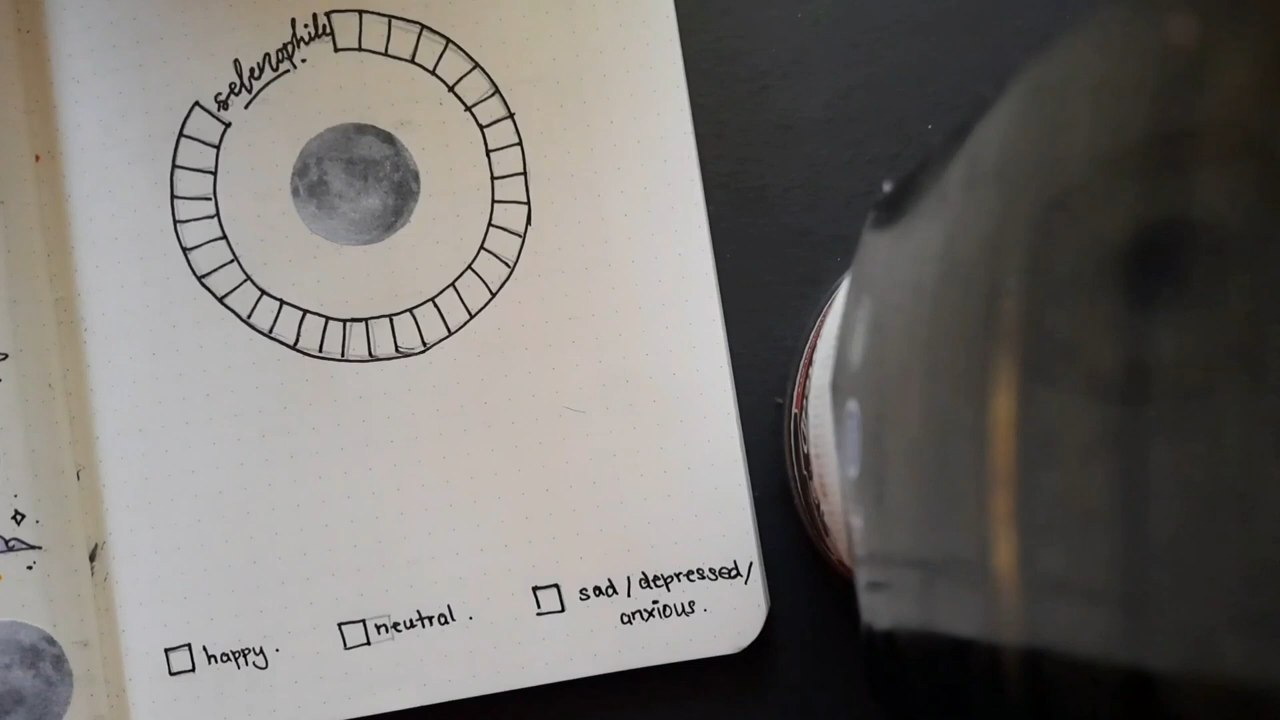 selenophile
happy.
neutral.
sad/depressed/
anxious.